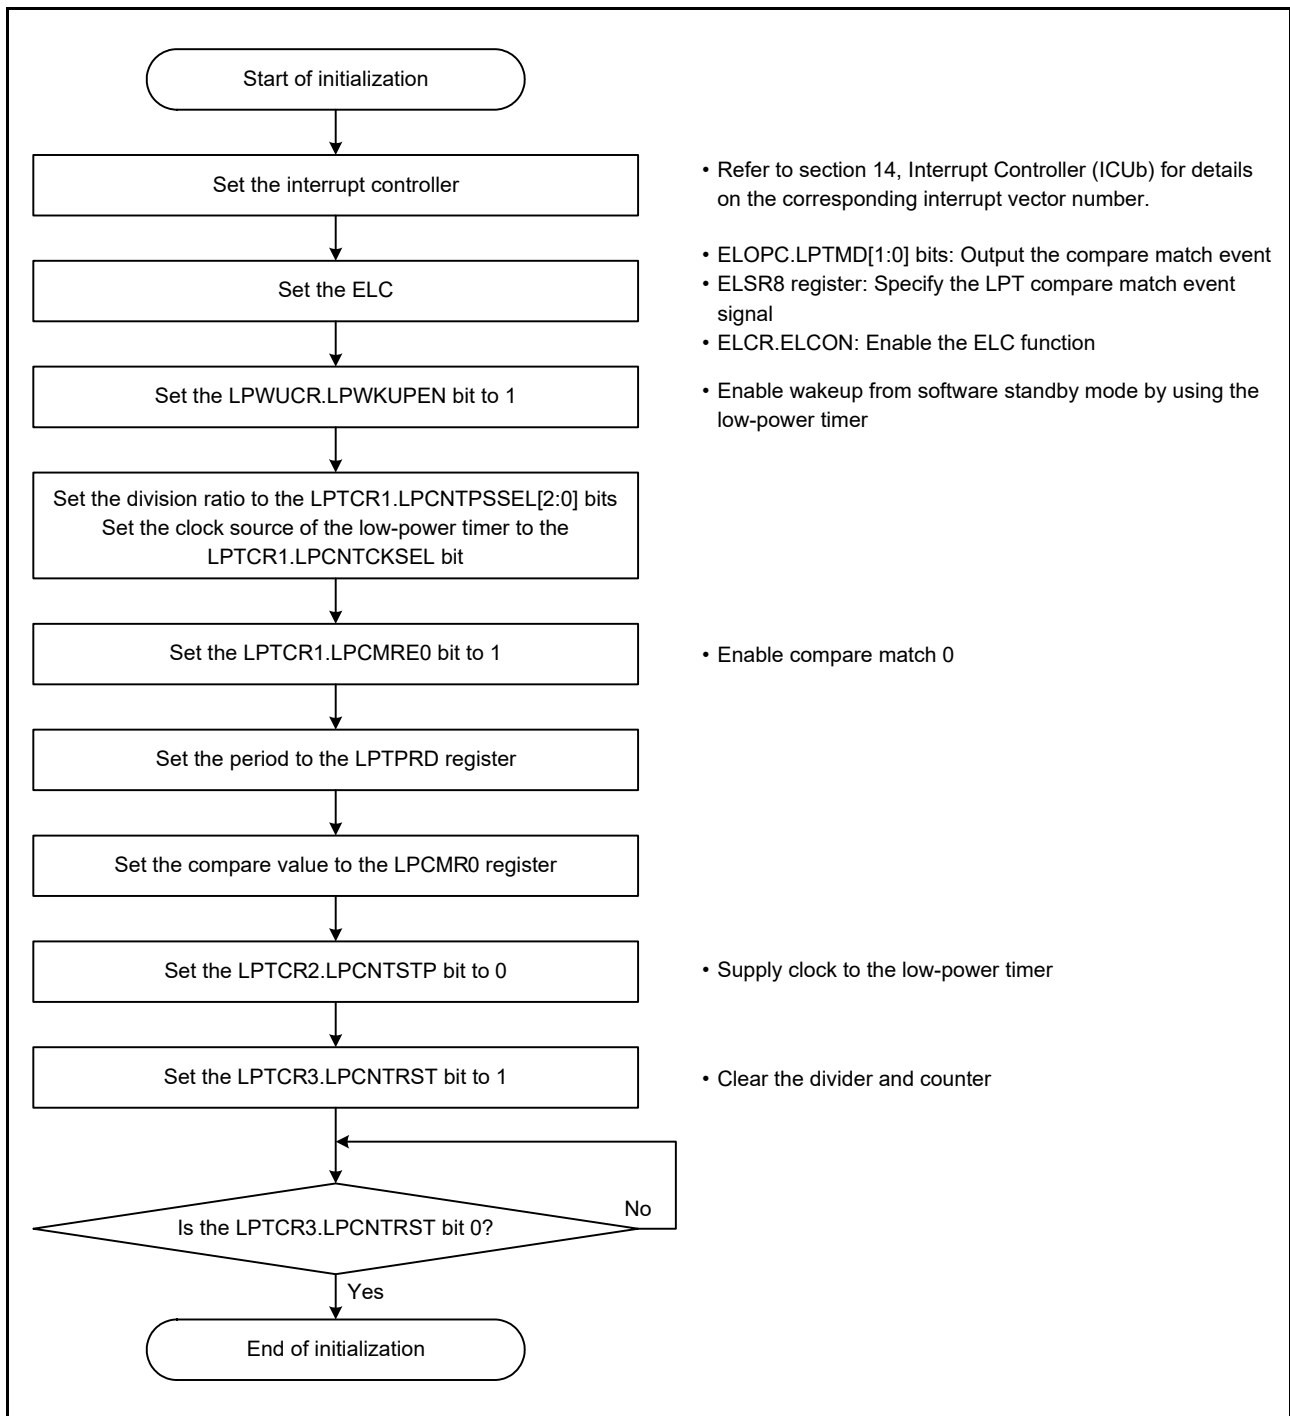 Start of initialization
Set the interrupt controller
• Refer to section 14, Interrupt Controller (ICUb) for details
on the corresponding interrupt vector number.
Set the ELC
• ELOPC.LPTMD[1:0] bits: Output the compare match event
• ELSR8 register: Specify the LPT compare match event
signal
• ELCR.ELCON: Enable the ELC function
Set the LPWUCR.LPWKUPEN bit to 1
• Enable wakeup from software standby mode by using the
low-power timer
Set the division ratio to the LPTCR1.LPCNTPSSEL[2:0] bits
Set the clock source of the low-power timer to the
LPTCR1.LPCNTCKSEL bit
Set the LPTCR1.LPCMRE0 bit to 1
• Enable compare match 0
Set the period to the LPTPRD register
Set the compare value to the LPCMR0 register
Set the LPTCR2.LPCNTSTP bit to 0
• Supply clock to the low-power timer
Set the LPTCR3.LPCNTRST bit to 1
• Clear the divider and counter
Is the LPTCR3.LPCNTRST bit 0?
No
Yes
End of initialization